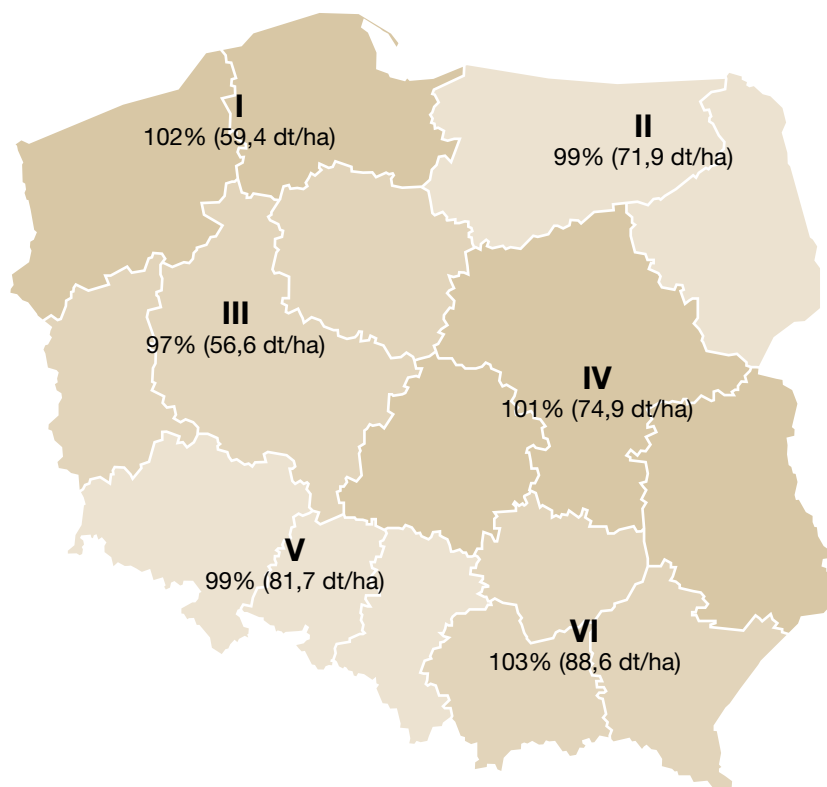 I
102% (59,4 dt/ha)
II
99% (71,9 dt/ha)
III
97% (56,6 dt/ha)
IV
101% (74,9 dt/ha)
V
99% (81,7 dt/ha)
VI
103% (88,6 dt/ha)